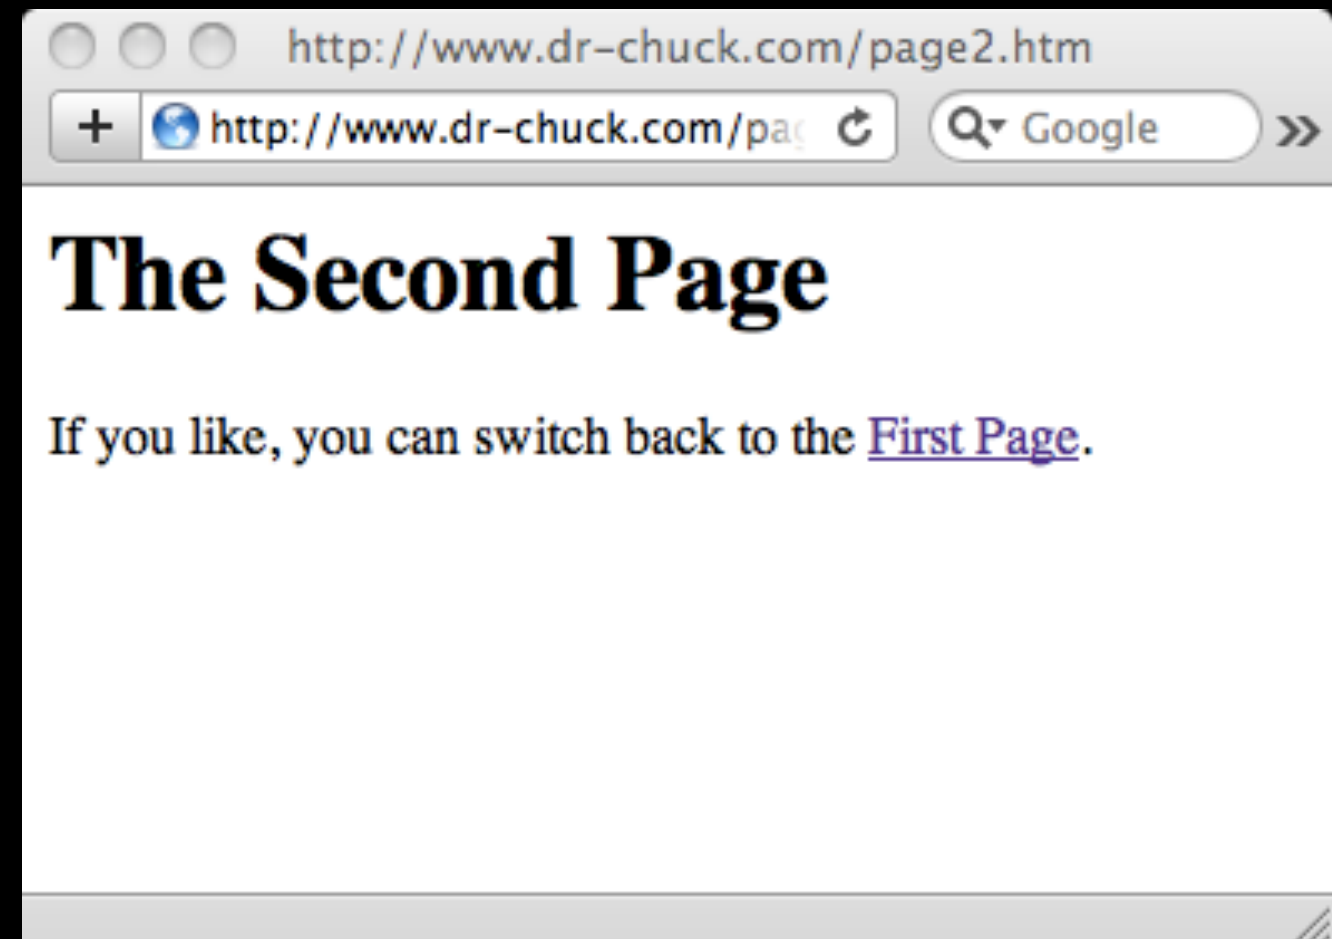 http://www.dr-chuck.com/page2.htm
http://www.dr-chuck.com/pag
Google
The Second Page
If you like, you can switch back to the First Page.